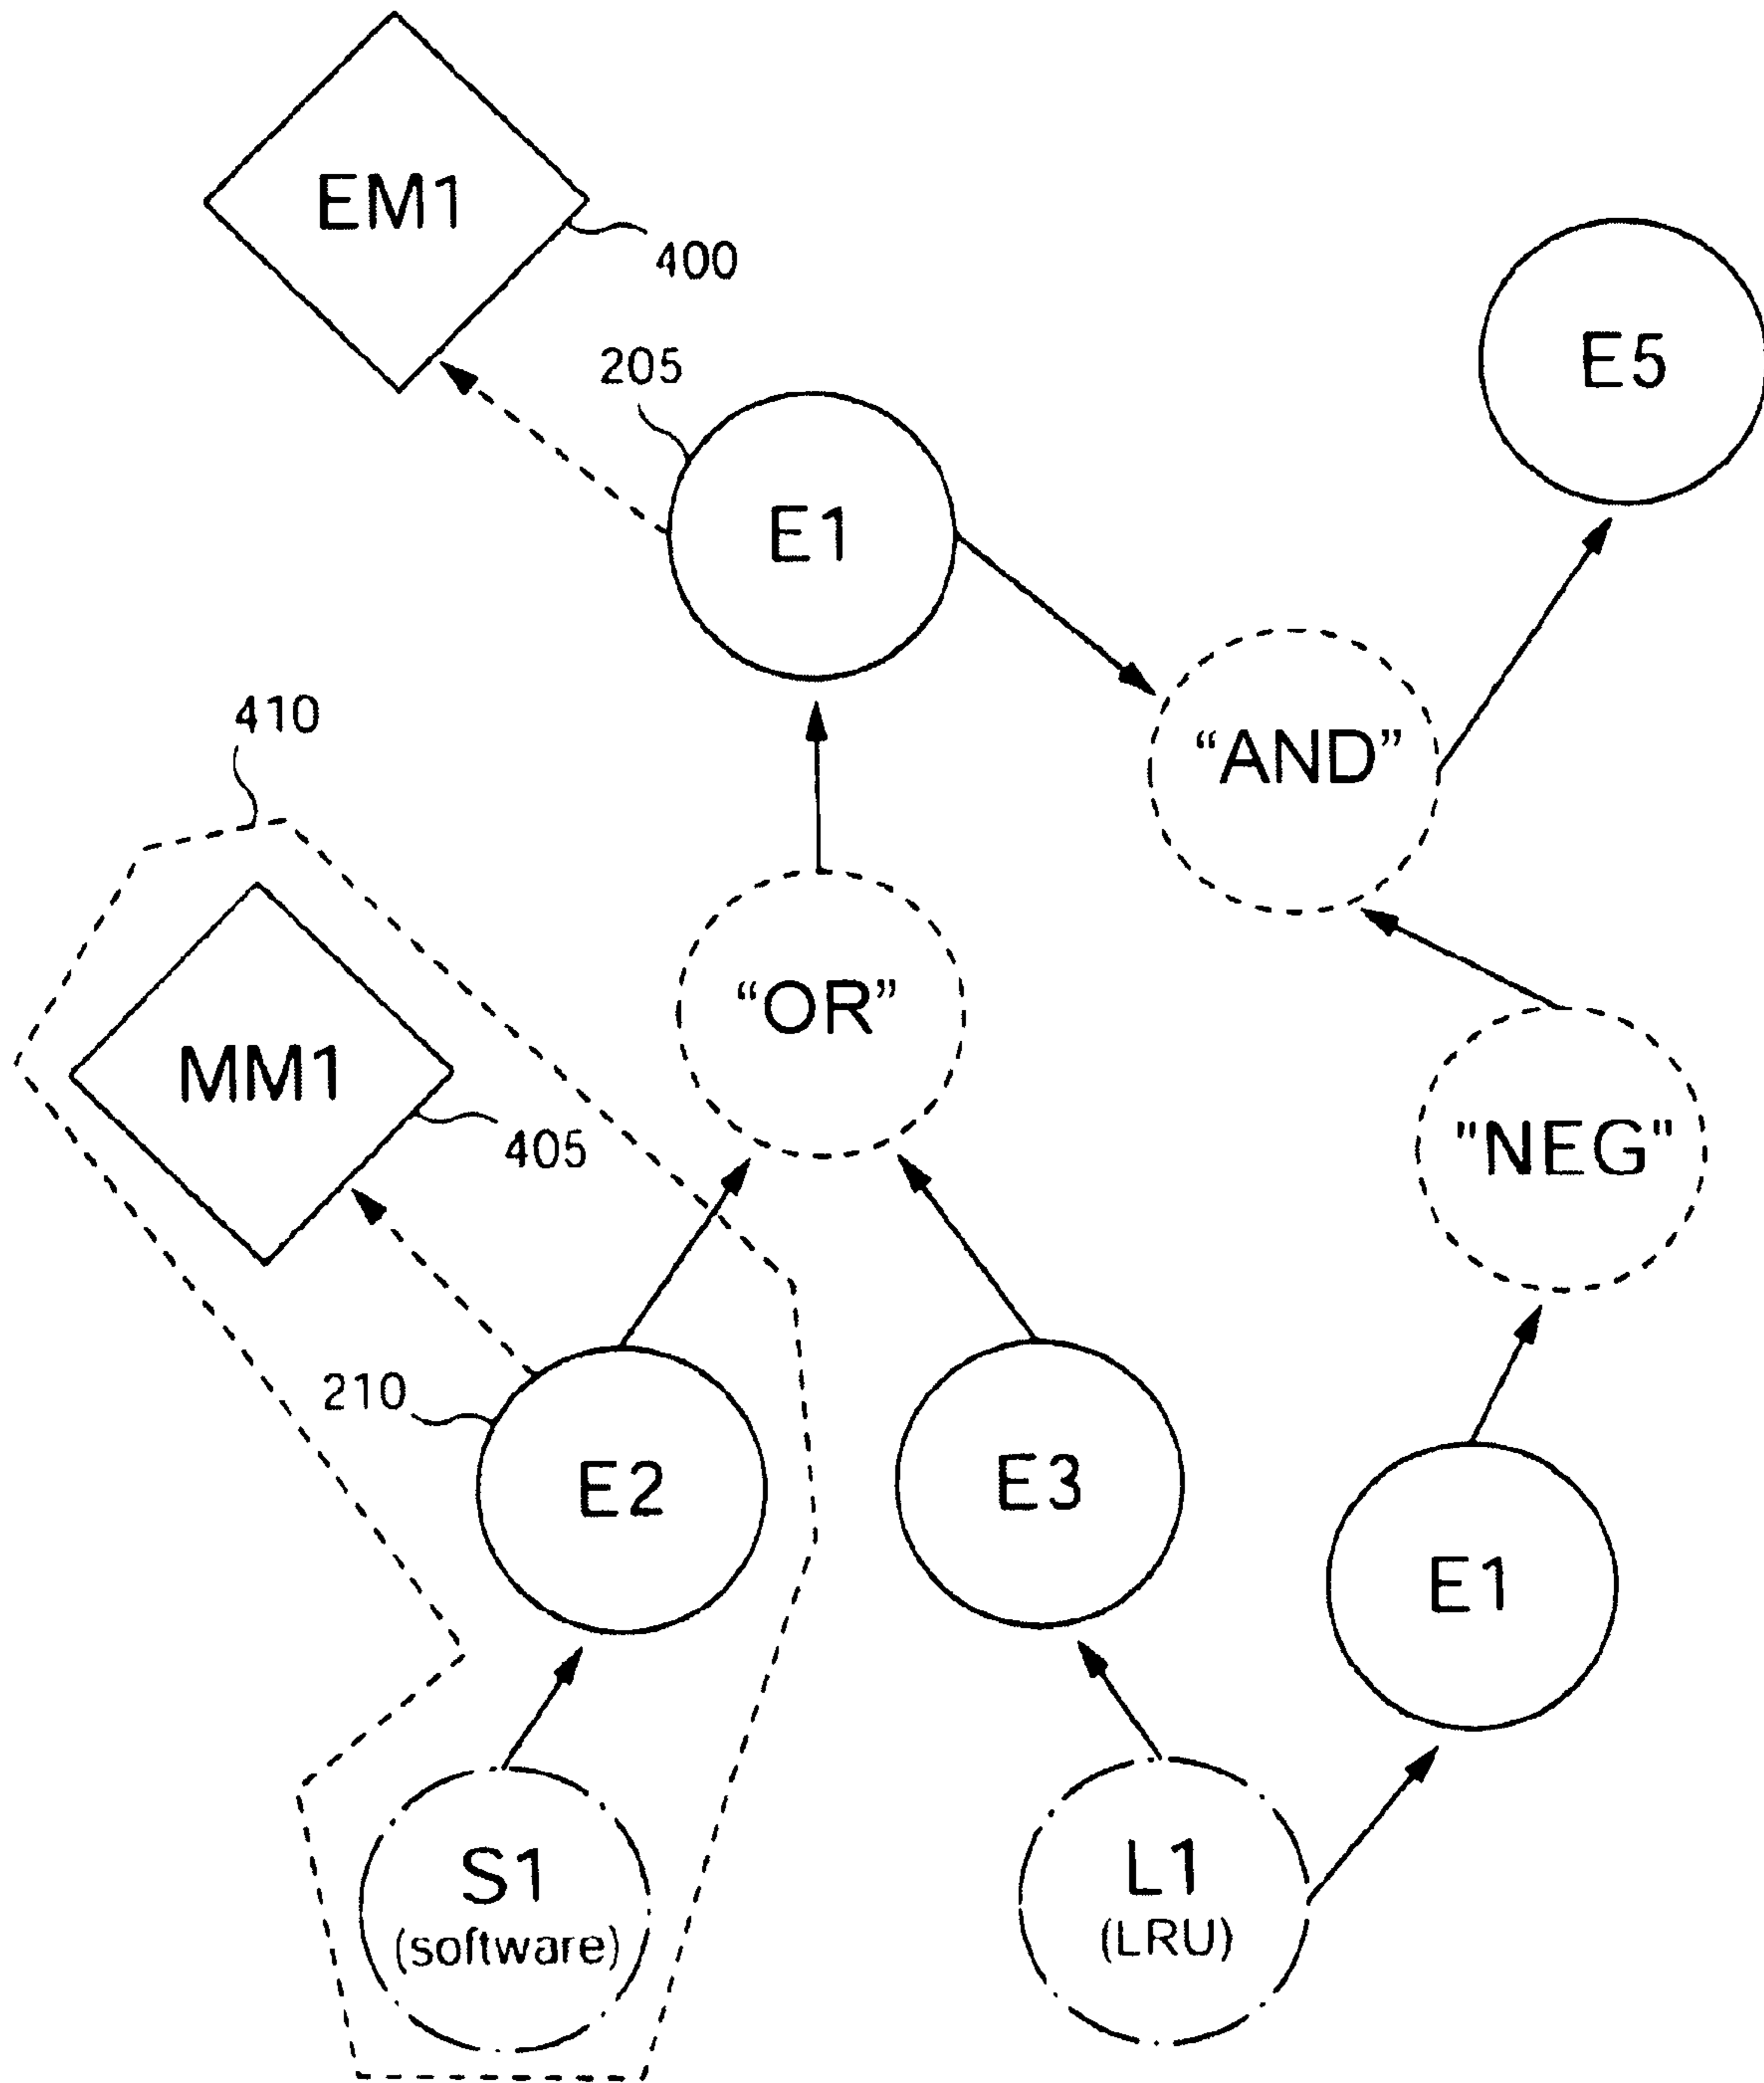 EM1
400
E5
205
E1
410
“AND”
“OR”
MM1
405
"NEG"
210
E2
E3
E1
S1
(software)
L1
(LRU)